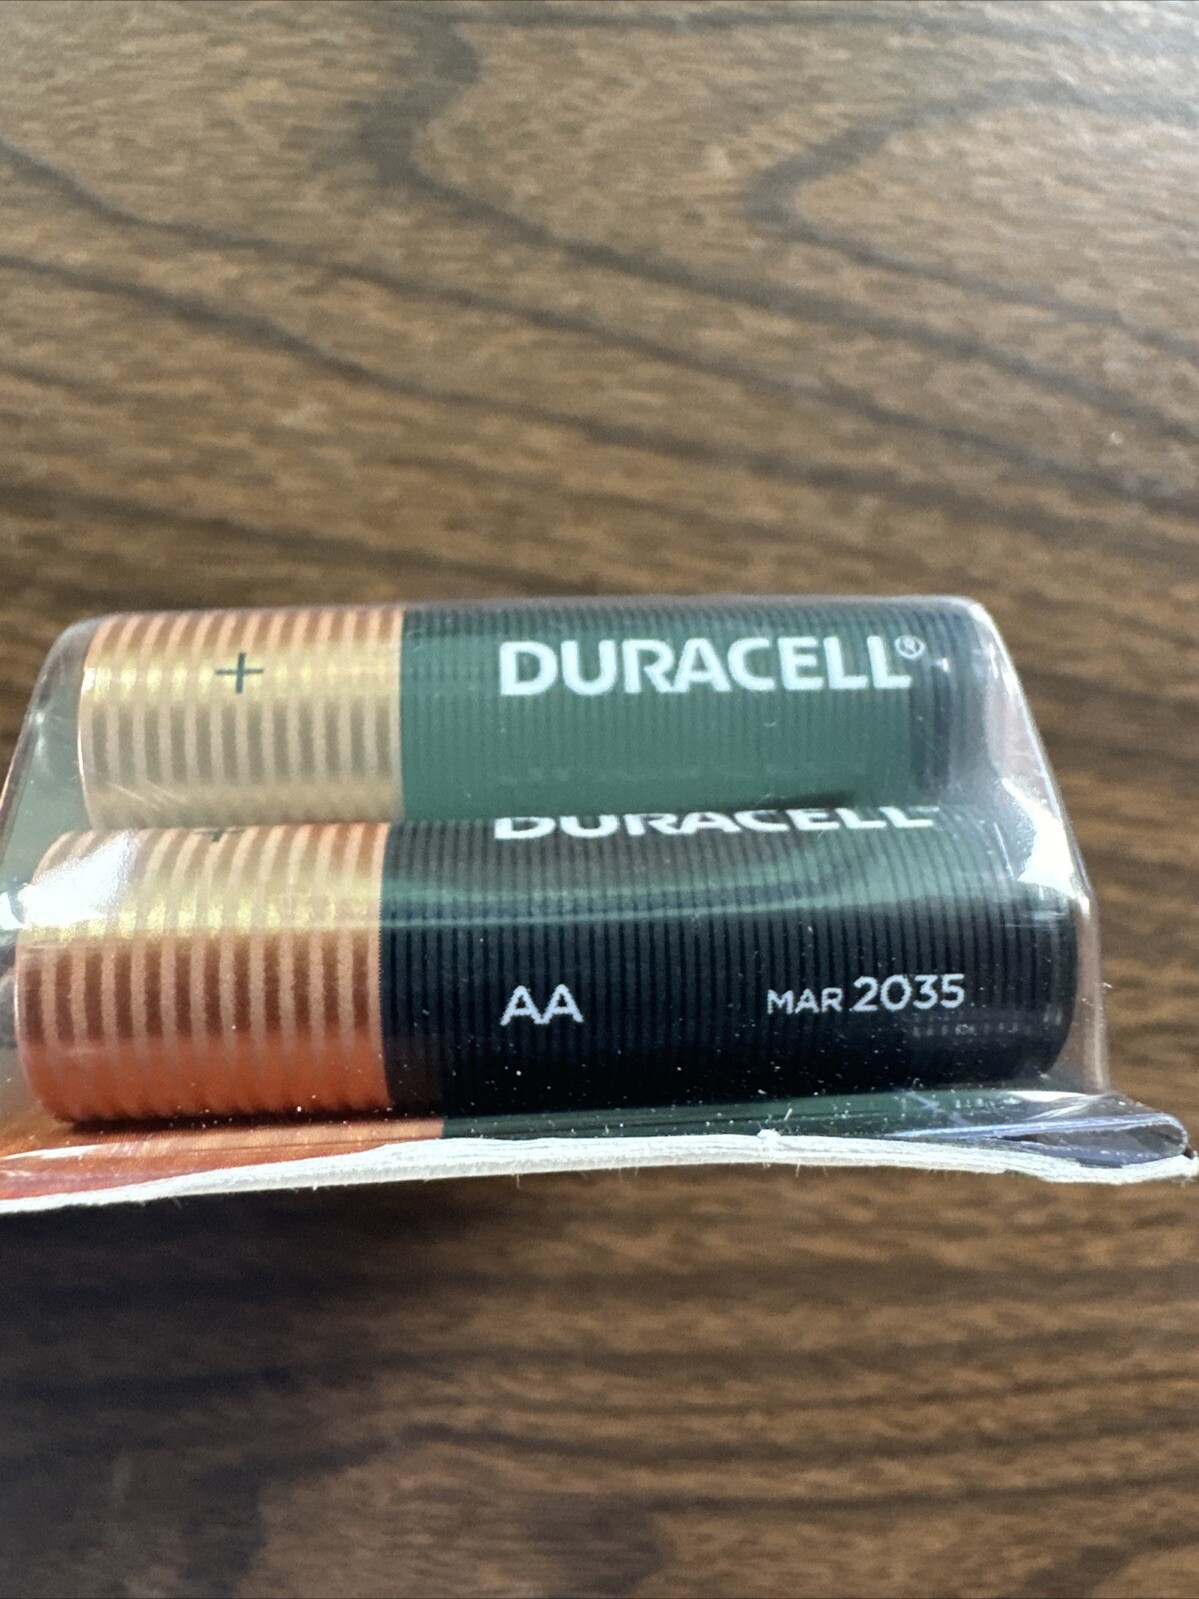 +
DURACELL®
+
DURACELL
AA
MAR 2035